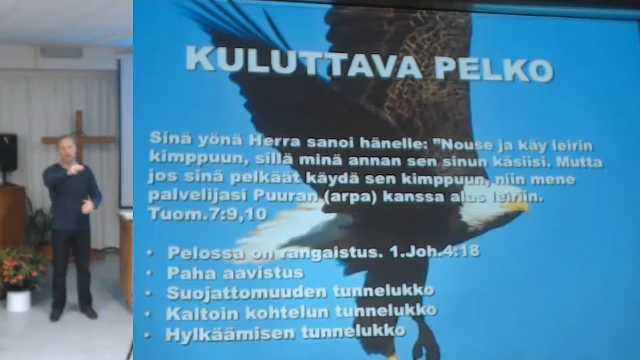 KULUTTAVA PELKO
Sinä yönä Herra sanoi hänelle: "Nouse ja käy leirin
kimppuun, sillä minä annan sen sinun käsiisi. Mutta
jos sinä pelkäät käydä sen kimppuun, niin mene
palvelijasi Puuran (arpa) kanssa alas leiriin.
Tuom.7:9,10
• Pelossa on rangaistus. 1.Joh.4:18
• Paha aavistus
• Suojattomuuden tunnelukko
• Kaltoin kohtelun tunnelukko
• Hylkäämisen tunnelukko